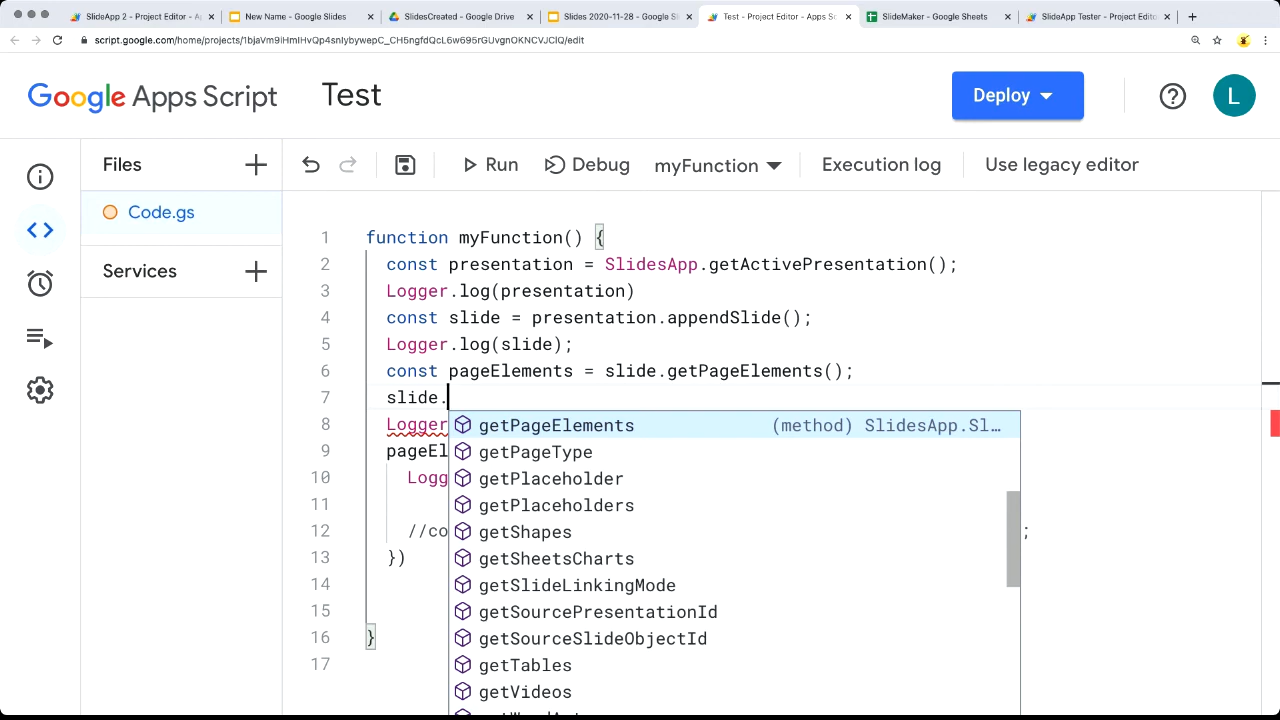 SlideApp 2 - Project Editor - A
New Name - Google Slides
SlidesCreated - Google Drive
Slides 2020-11-28 - Google Sl
Test - Project Editor - Apps Sc
SlideMaker - Google Sheets
SlideApp Tester - Project Editor
Google Apps Script
Test
Deploy
L
Files
Run
Debug
myFunction
Execution log
Use legacy editor
Code.gs
Services
1 function myFunction() {
2 const presentation = SlidesApp.getActivePresentation();
3 Logger.log(presentation)
4 const slide = presentation.appendSlide();
5 Logger.log(slide);
6 const pageElements = slide.getPageElements();
7 slide.
8 Logger
getPageElements (method) SlidesApp.Sl…
9 pageEl
getPageType
10 Logg
getPlaceholder
11
getPlaceholders
12 //co ;
getShapes
13 })
getSheetsCharts
14
getSlideLinkingMode
15
getSourcePresentationId
16 }
getSourceSlideObjectId
17
getTables
getVideos